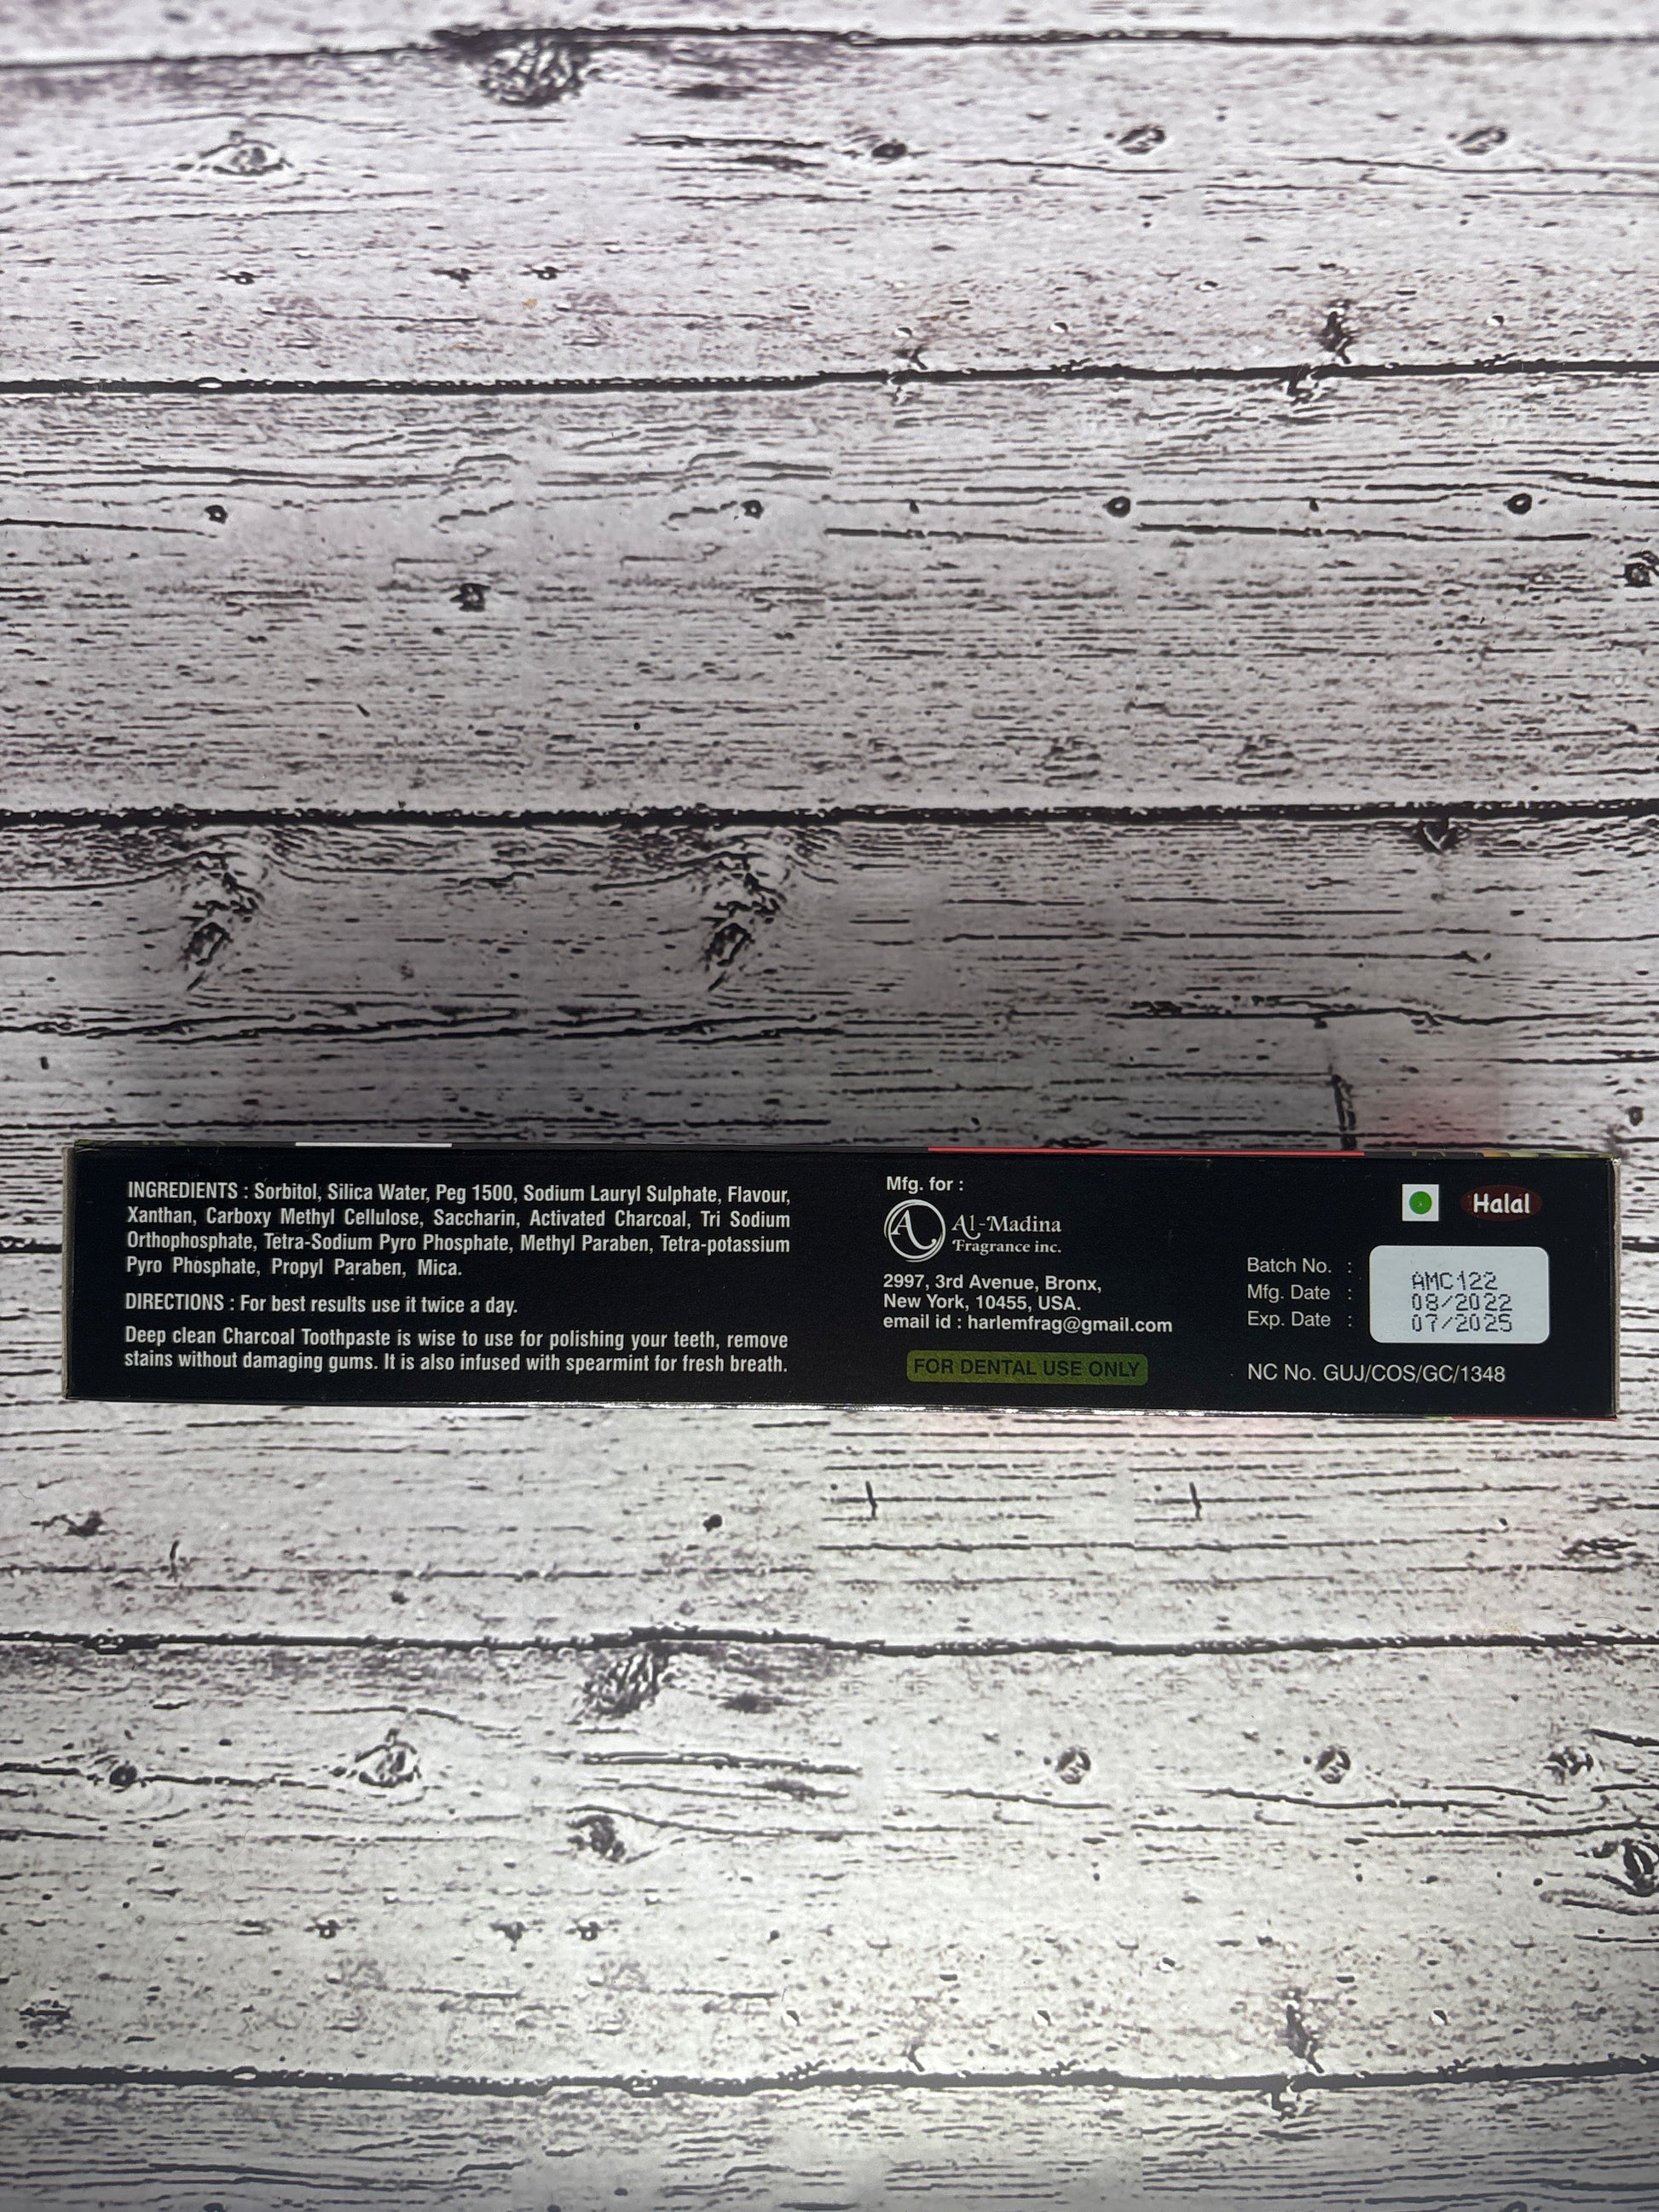 INGREDIENTS : Sorbitol, Silica Water, Peg 1500, Sodium Lauryl Sulphate, Flavour,
Xanthan, Carboxy Methyl Cellulose, Saccharin, Activated Charcoal, Tri Sodium
Orthophosphate, Tetra-Sodium Pyro Phosphate, Methyl Paraben, Tetra-potassium
Pyro Phosphate, Propyl Paraben, Mica.
DIRECTIONS : For best results use it twice a day.
Deep clean Charcoal Toothpaste is wise to use for polishing your teeth, remove
stains without damaging gums. It is also infused with spearmint for fresh breath.
Mfg. for :
Al-Madina
Fragrance inc.
2997, 3rd Avenue, Bronx,
New York, 10455, USA.
email id : harlemfrag@gmail.com
FOR DENTAL USE ONLY
Halal
Batch No. : AMC122
Mfg. Date : 08/2022
Exp. Date : 07/2025
NC No. GUJ/COS/GC/1348